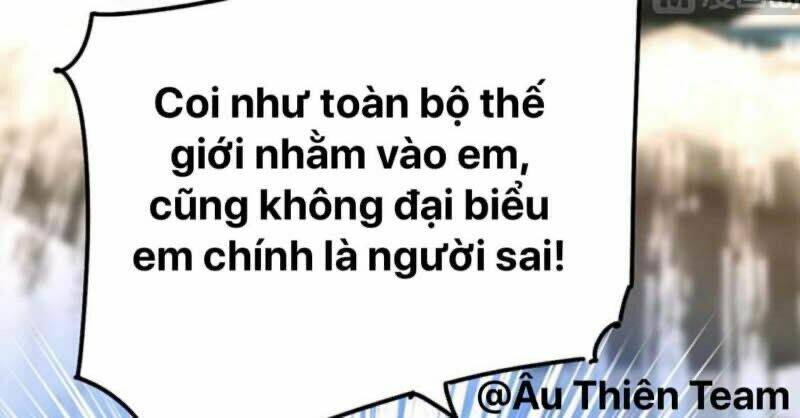 Coi như toàn bộ thế
giới nhằm vào em,
cũng không đại biểu
em chính là người sai!
@Âu Thiên Team